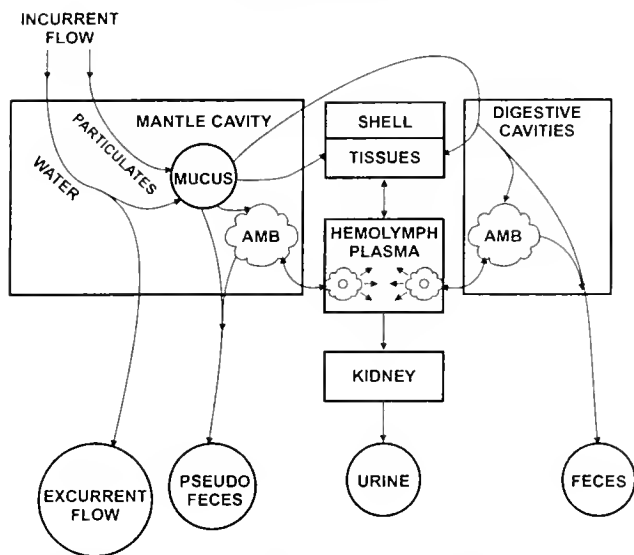 INCURRENT
FLOW
MANTLE CAVITY
PARTICULATES
WATER
MUCUS
AMB
SHELL
TISSUES
HEMOLYMPH
PLASMA
DIGESTIVE
CAVITIES
AMB
KIDNEY
EXCURRENT
FLOW
PSEUDO
FECES
URINE
FECES